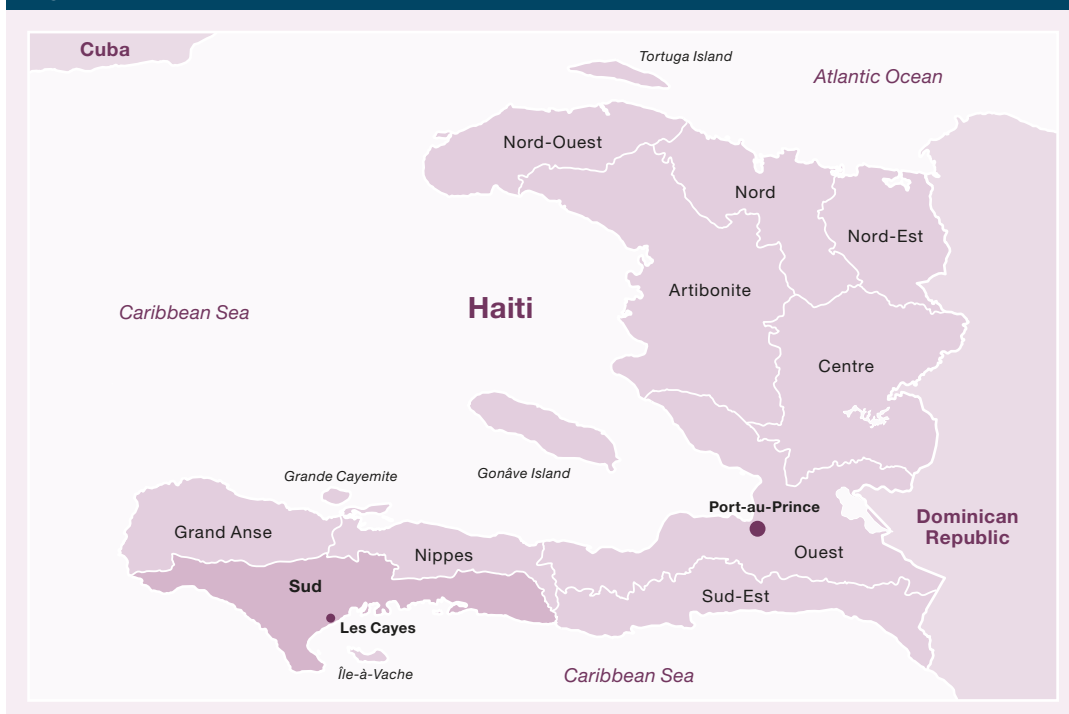 Cuba
Tortuga Island
Atlantic Ocean
Nord-Ouest
Nord
Nord-Est
Artibonite
Caribbean Sea
Haiti
Centre
Grande Cayemite
Gonâve Island
Port-au-Prince
Dominican
Republic
Grand Anse
Nippes
Ouest
Sud
Sud-Est
Les Cayes
Île-à-Vache
Caribbean Sea